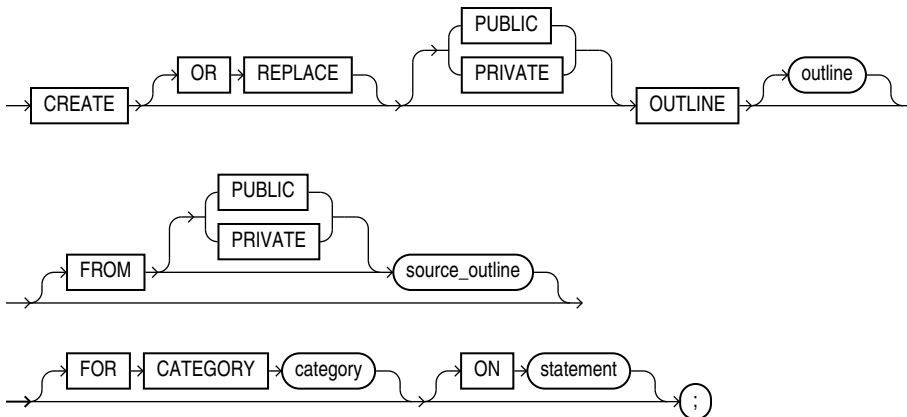 PUBLIC
OR REPLACE PRIVATE outline
CREATE OUTLINE
PUBLIC
PRIVATE
FROM source_outline
FOR CATEGORY category ON statement
;